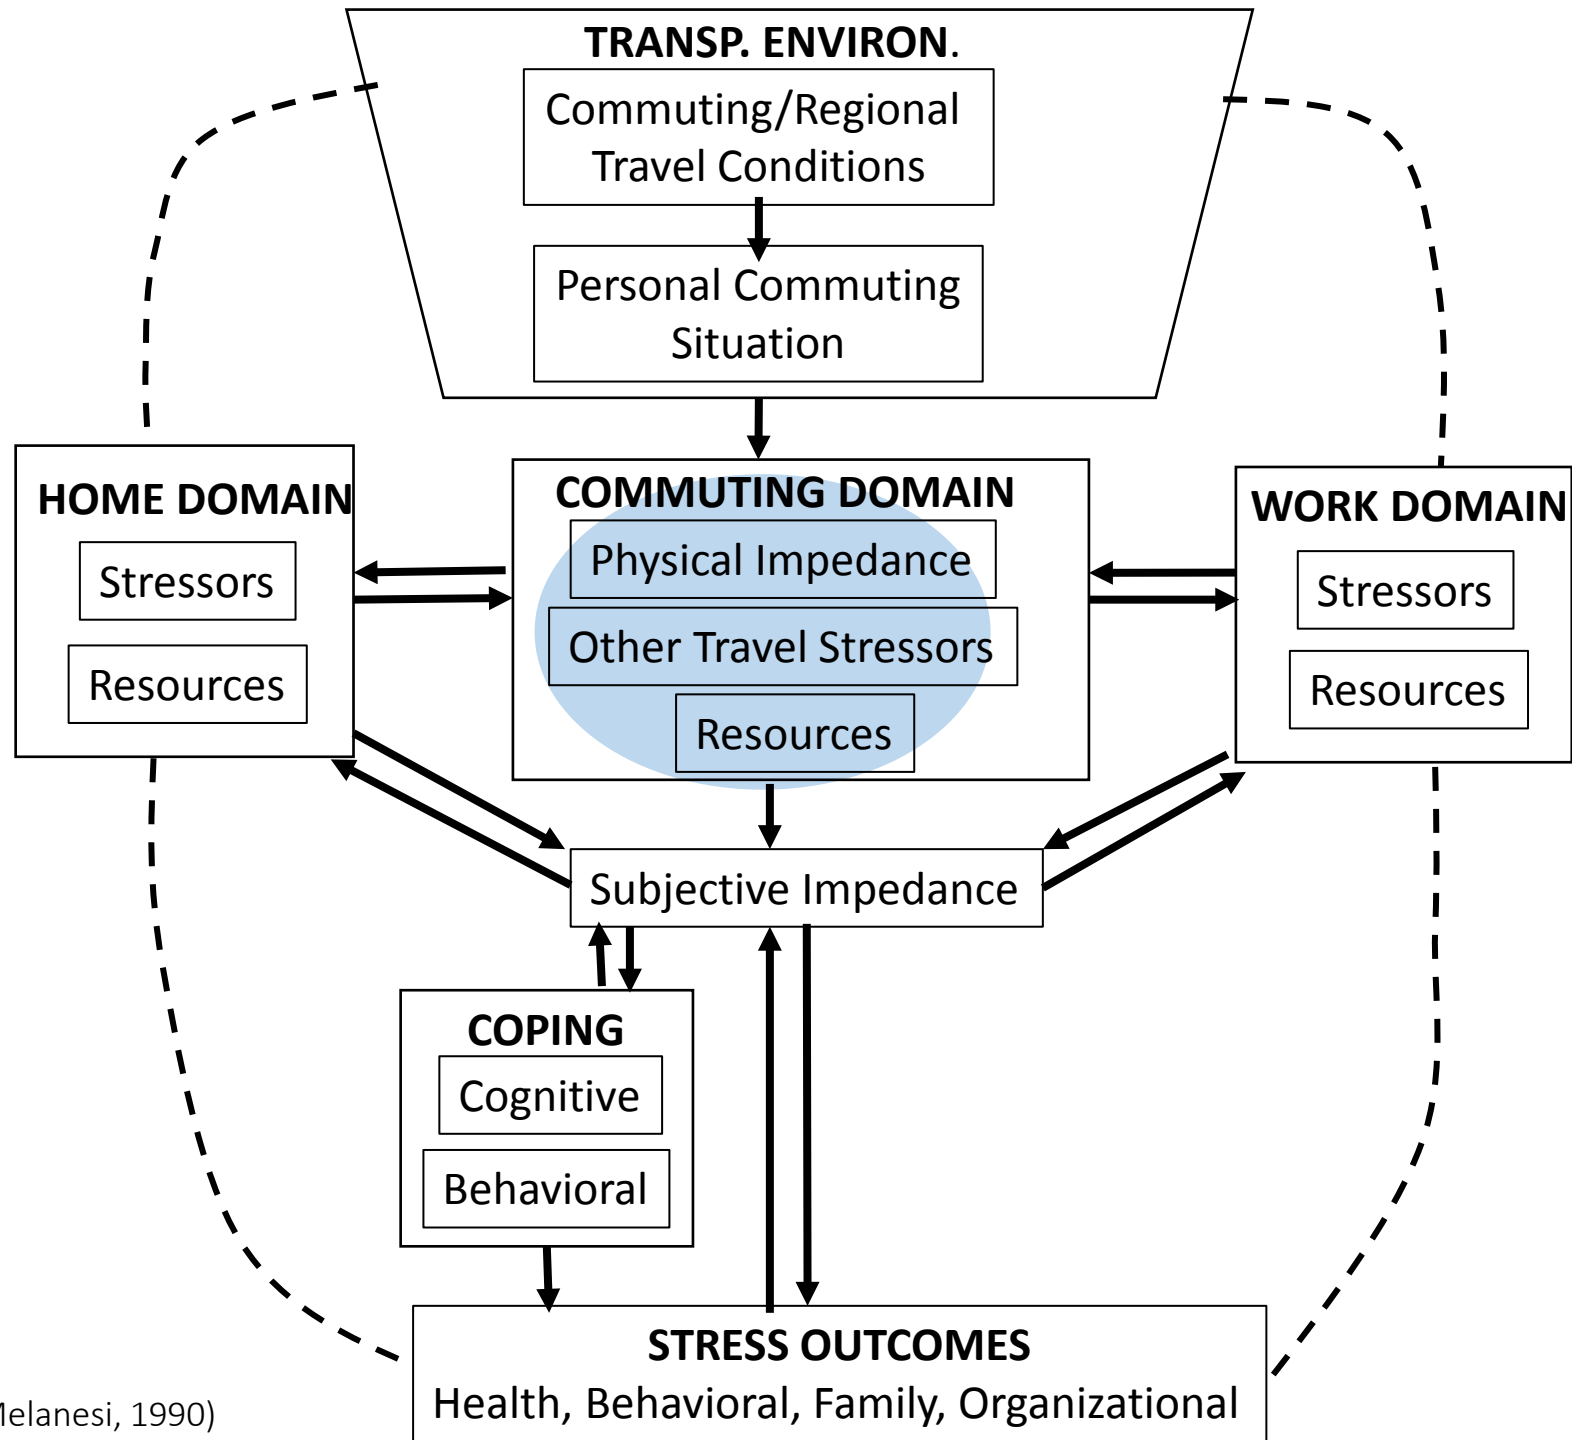 TRANSP. ENVIRON.
Commuting/Regional
Travel Conditions
Personal Commuting
Situation
HOME DOMAIN
Stressors
Resources
COMMUTING DOMAIN
Physical Impedance
Other Travel Stressors
Resources
WORK DOMAIN
Stressors
Resources
Subjective Impedance
COPING
Cognitive
Behavioral
STRESS OUTCOMES
Health, Behavioral, Family, Organizational
Melanesi, 1990)